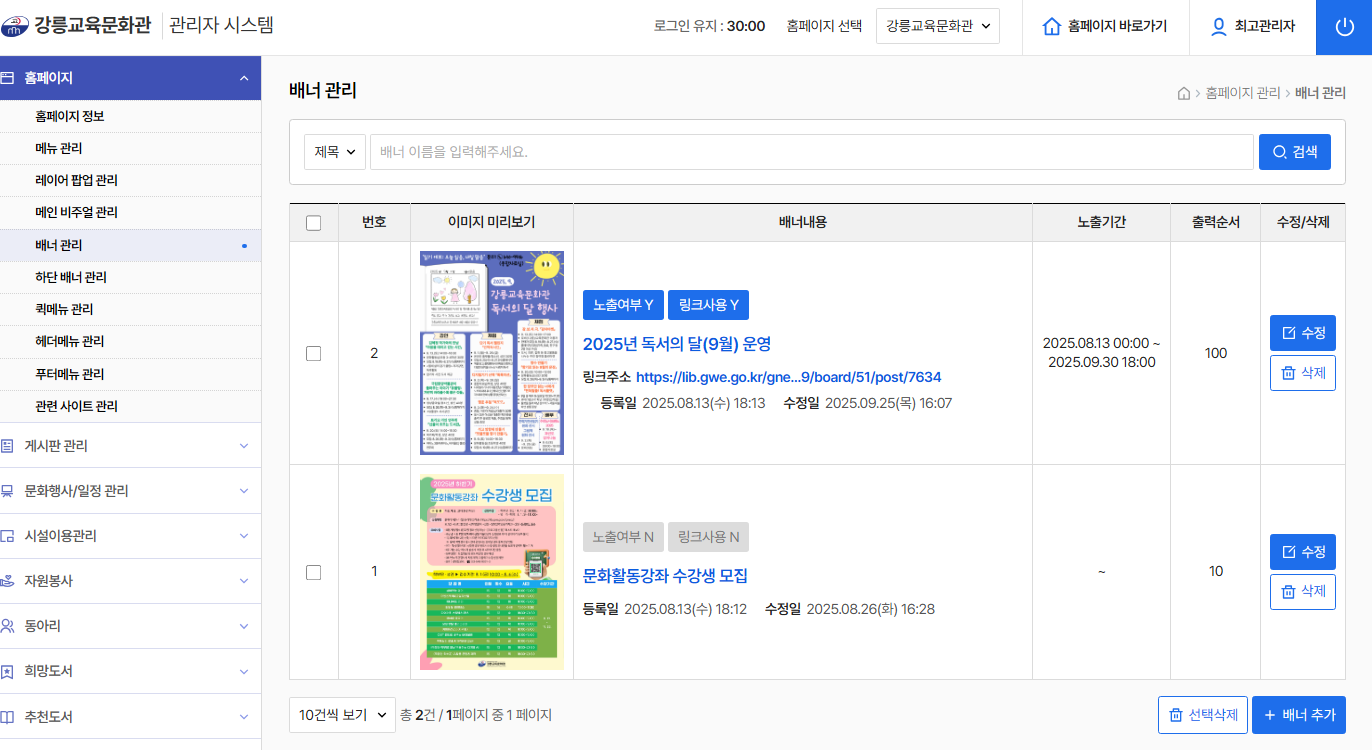 강릉교육문화관 관리자 시스템
로그인 유지 : 30:00 홈페이지 선택 강릉교육문화관 홈페이지 바로가기 최고관리자
홈페이지
홈페이지 정보
메뉴 관리
레이어 팝업 관리
메인 비주얼 관리
배너 관리
하단 배너 관리
퀵메뉴 관리
헤더메뉴 관리
푸터메뉴 관리
관련 사이트 관리
게시판 관리
문화행사/일정 관리
시설이용관리
자원봉사
동아리
희망도서
추천도서
배너 관리
홈페이지 관리 > 배너 관리
제목 배너 이름을 입력해주세요. 검색
번호 이미지 미리보기 배너내용 노출기간 출력순서 수정/삭제
2
2025. 9.
강릉교육문화관
독서의 달 행사
노출여부 Y 링크사용 Y
2025년 독서의 달(9월) 운영
링크주소 https://lib.gwe.go.kr/gne...9/board/51/post/7634
등록일 2025.08.13(수) 18:13 수정일 2025.09.25(목) 16:07
2025.08.13 00:00 ~
2025.09.30 18:00
100
수정
삭제
1
2025년 하반기
문화활동강좌 수강생 모집
노출여부 N 링크사용 N
문화활동강좌 수강생 모집
등록일 2025.08.13(수) 18:12 수정일 2025.08.26(화) 16:28
~
10
수정
삭제
10건씩 보기 총 2건 / 1페이지 중 1 페이지
선택삭제 + 배너 추가